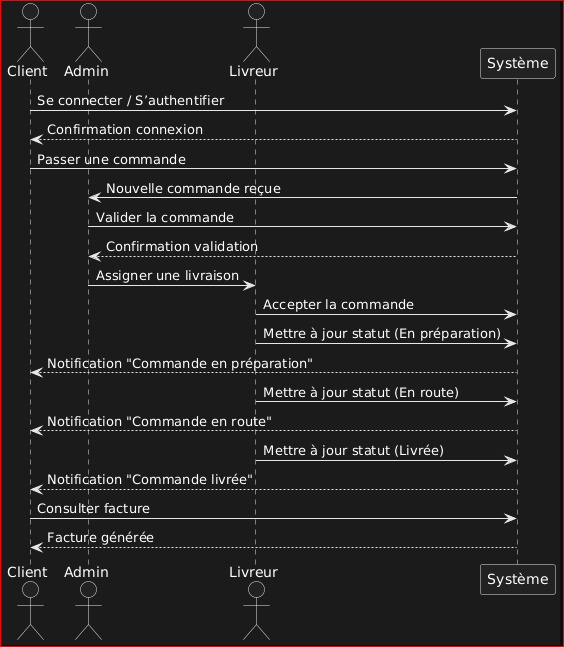 Client
Admin
Livreur
Système
Se connecter / S’authentifier
Confirmation connexion
Passer une commande
Nouvelle commande reçue
Valider la commande
Confirmation validation
Assigner une livraison
Accepter la commande
Mettre à jour statut (En préparation)
Notification "Commande en préparation"
Mettre à jour statut (En route)
Notification "Commande en route"
Mettre à jour statut (Livrée)
Notification "Commande livrée"
Consulter facture
Facture générée
Client
Admin
Livreur
Système